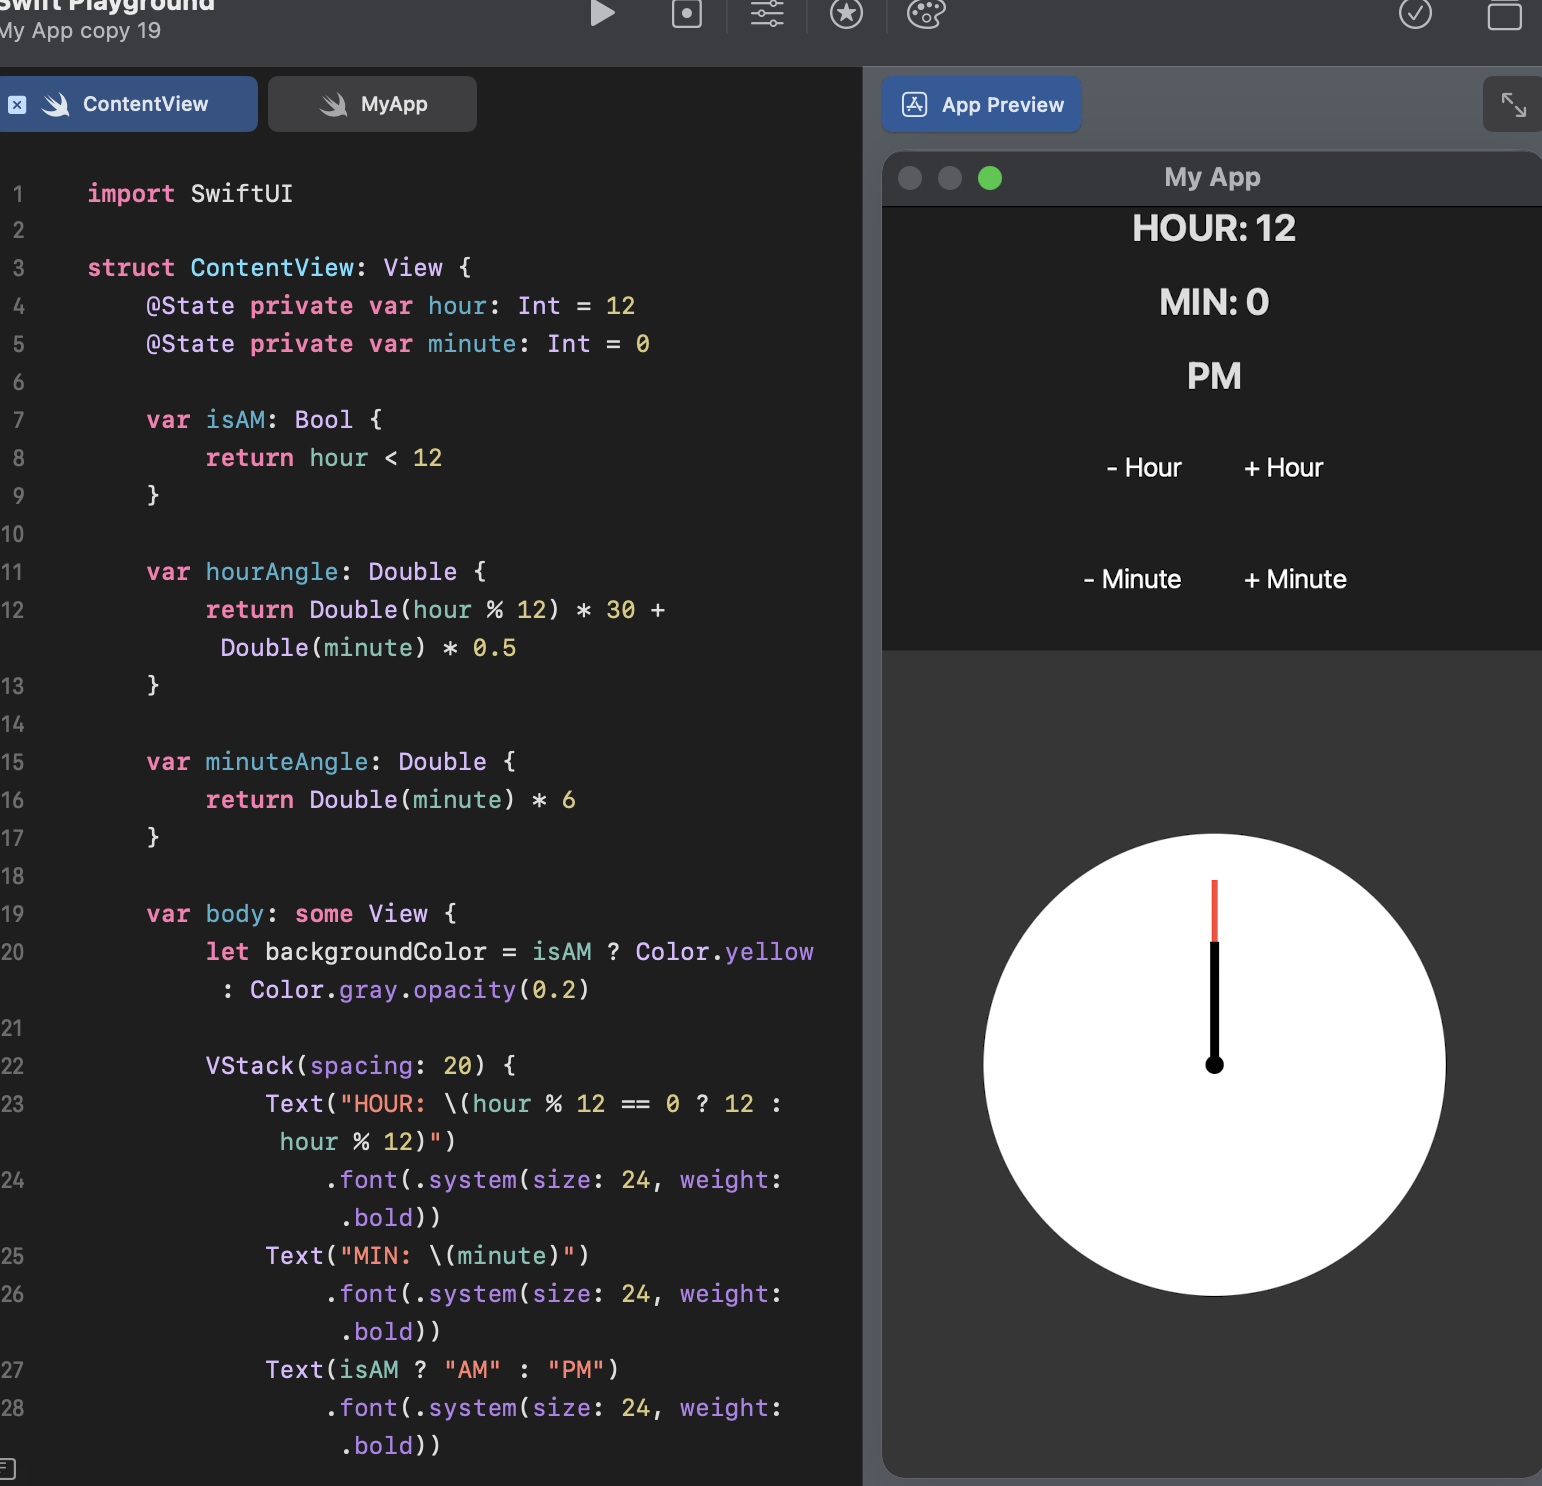 Swift Playground
My App copy 19
ContentView
MyApp
App Preview
1 import SwiftUI
2
3 struct ContentView: View {
4 @State private var hour: Int = 12
5 @State private var minute: Int = 0
6
7 var isAM: Bool {
8 return hour < 12
9 }
10
11 var hourAngle: Double {
12 return Double(hour % 12) * 30 +
Double(minute) * 0.5
13 }
14
15 var minuteAngle: Double {
16 return Double(minute) * 6
17 }
18
19 var body: some View {
20 let backgroundColor = isAM ? Color.yellow
: Color.gray.opacity(0.2)
21
22 VStack(spacing: 20) {
23 Text("HOUR: \(hour % 12 == 0 ? 12 :
hour % 12)")
24 .font(.system(size: 24, weight:
.bold))
25 Text("MIN: \(minute)")
26 .font(.system(size: 24, weight:
.bold))
27 Text(isAM ? "AM" : "PM")
28 .font(.system(size: 24, weight:
.bold))
My App
HOUR: 12
MIN: 0
PM
- Hour + Hour
- Minute + Minute